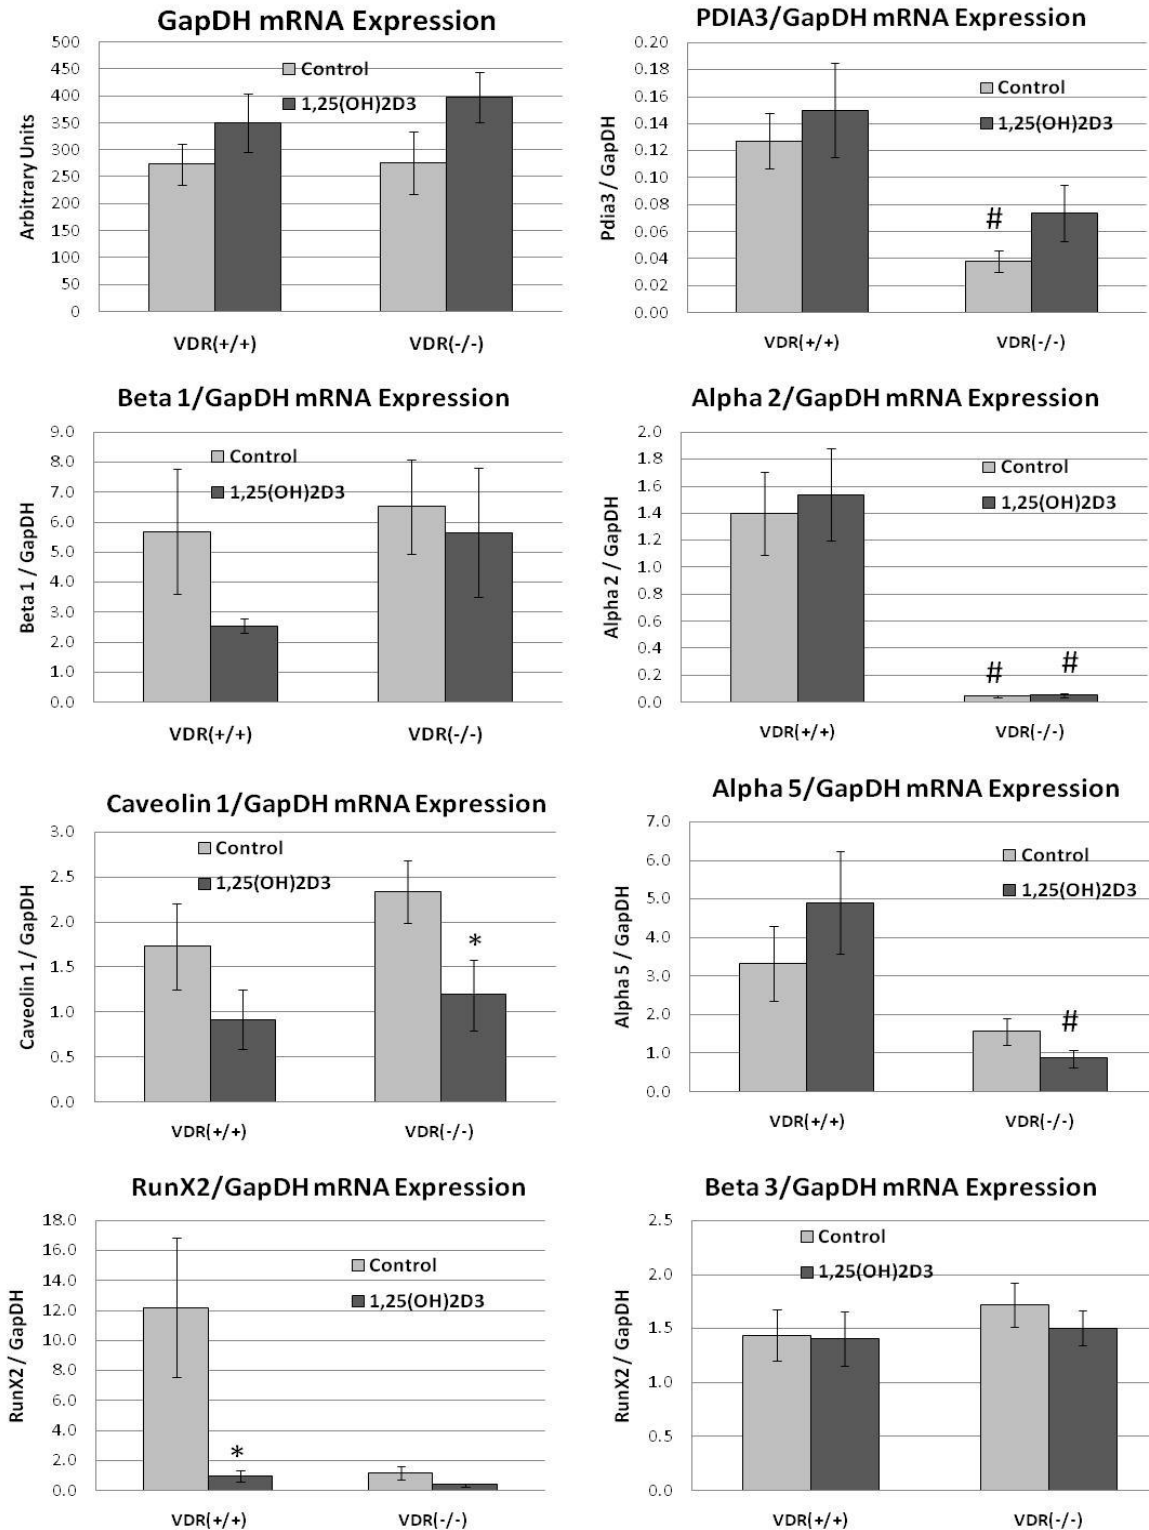 GapDH mRNA Expression
500
450
400
350
300
250
200
150
100
50
0
Arbitrary Units
Control
1,25(OH)2D3
VDR(+/+)
VDR(-/-)
PDIA3/GapDH mRNA Expression
0.20
0.18
0.16
0.14
0.12
0.10
0.08
0.06
0.04
0.02
0.00
Pdia3 / GapDH
Control
1,25(OH)2D3
#
VDR(+/+)
VDR(-/-)
Beta 1/GapDH mRNA Expression
9.0
8.0
7.0
6.0
5.0
4.0
3.0
2.0
1.0
0.0
Beta 1 / GapDH
Control
1,25(OH)2D3
VDR(+/+)
VDR(-/-)
Alpha 2/GapDH mRNA Expression
2.0
1.8
1.6
1.4
1.2
1.0
0.8
0.6
0.4
0.2
0.0
Alpha 2 / GapDH
Control
1,25(OH)2D3
#
#
VDR(+/+)
VDR(-/-)
Caveolin 1/GapDH mRNA Expression
3.0
2.5
2.0
1.5
1.0
0.5
0.0
Caveolin 1 / GapDH
Control
1,25(OH)2D3
*
VDR(+/+)
VDR(-/-)
Alpha 5/GapDH mRNA Expression
7.0
6.0
5.0
4.0
3.0
2.0
1.0
0.0
Alpha 5 / GapDH
Control
1,25(OH)2D3
#
VDR(+/+)
VDR(-/-)
RunX2/GapDH mRNA Expression
18.0
16.0
14.0
12.0
10.0
8.0
6.0
4.0
2.0
0.0
RunX2 / GapDH
Control
1,25(OH)2D3
*
VDR(+/+)
VDR(-/-)
Beta 3/GapDH mRNA Expression
2.5
2.0
1.5
1.0
0.5
0.0
RunX2 / GapDH
Control
1,25(OH)2D3
VDR(+/+)
VDR(-/-)